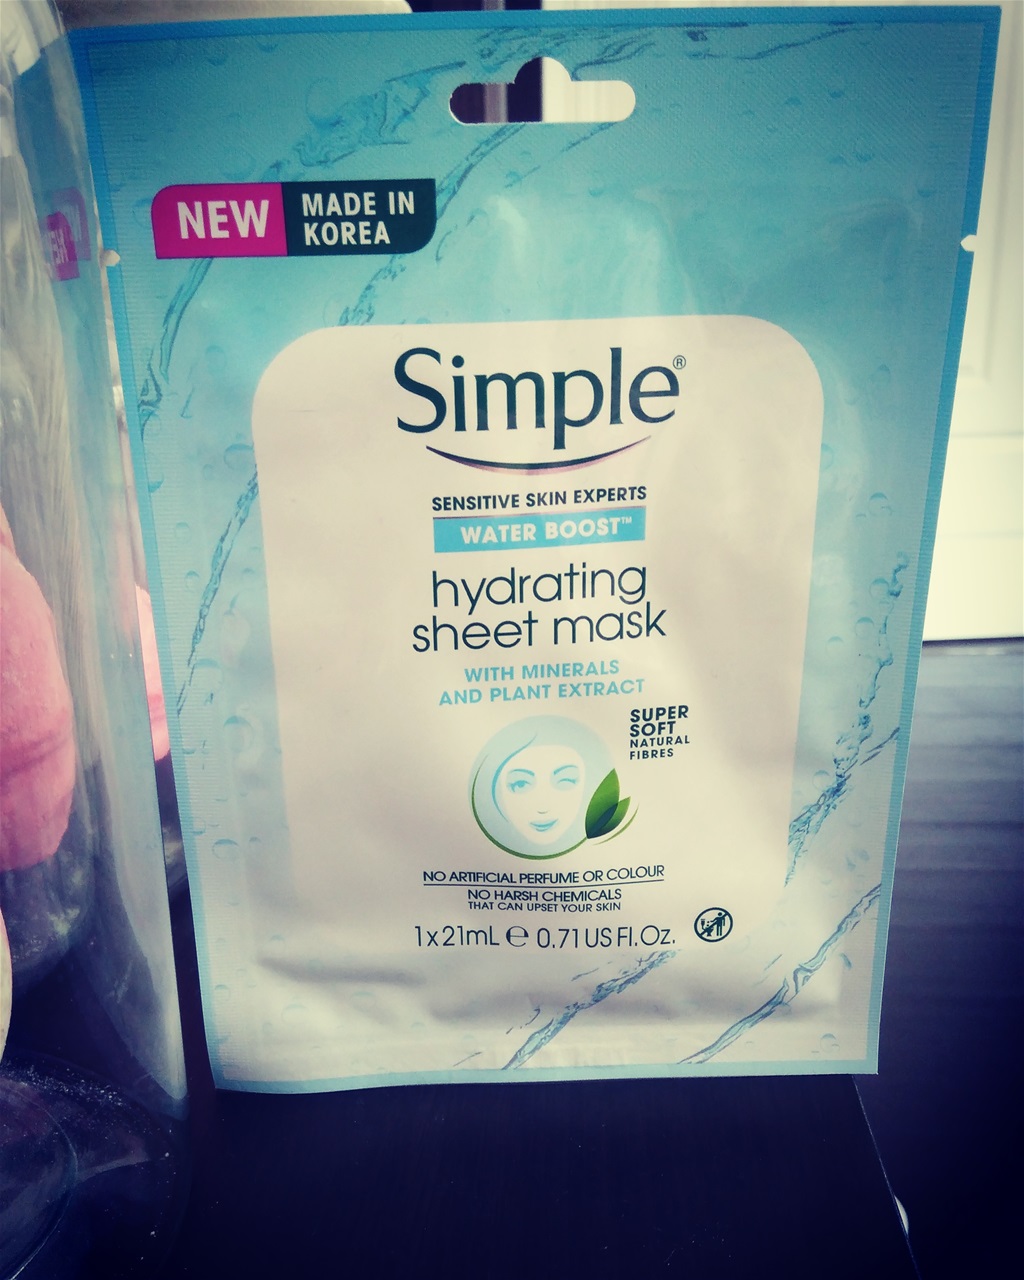 NEW
MADE IN
KOREA
Simple®
SENSITIVE SKIN EXPERTS
WATER BOOST™
hydrating
sheet mask
WITH MINERALS
AND PLANT EXTRACT
SUPER
SOFT
NATURAL
FIBRES
NO ARTIFICIAL PERFUME OR COLOUR
NO HARSH CHEMICALS
THAT CAN UPSET YOUR SKIN
1x21mL ℮ 0.71 US Fl.Oz.